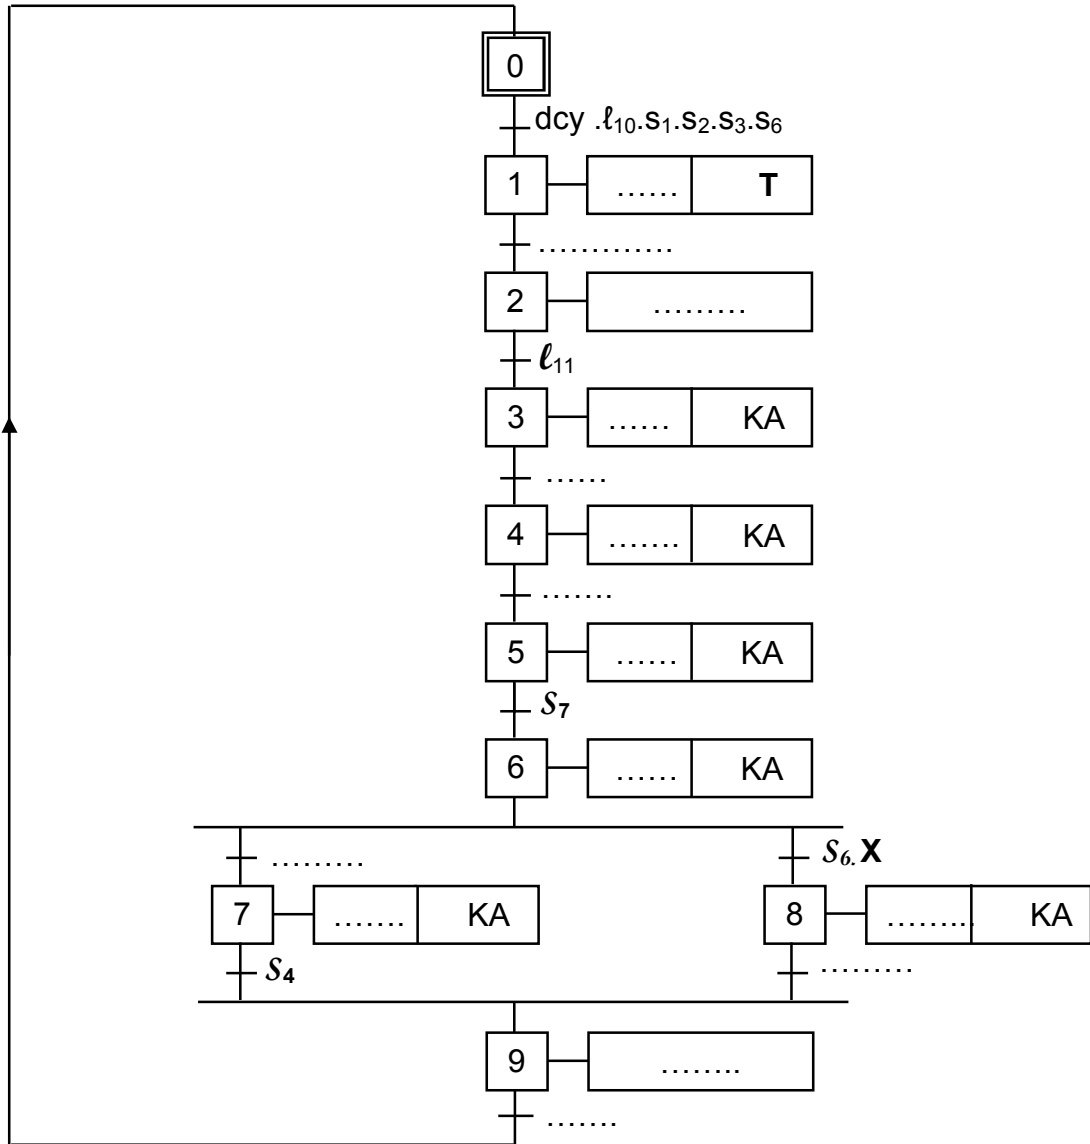 0
dcy .ℓ₁₀.s₁.s₂.s₃.s₆
1 ...... T
.............
2 .........
ℓ₁₁
3 ...... KA
......
4 ....... KA
.......
5 ...... KA
S₇
6 ...... KA
......... S₆. X
7 ....... KA 8 ......... KA
S₄ .........
9 ........
.......